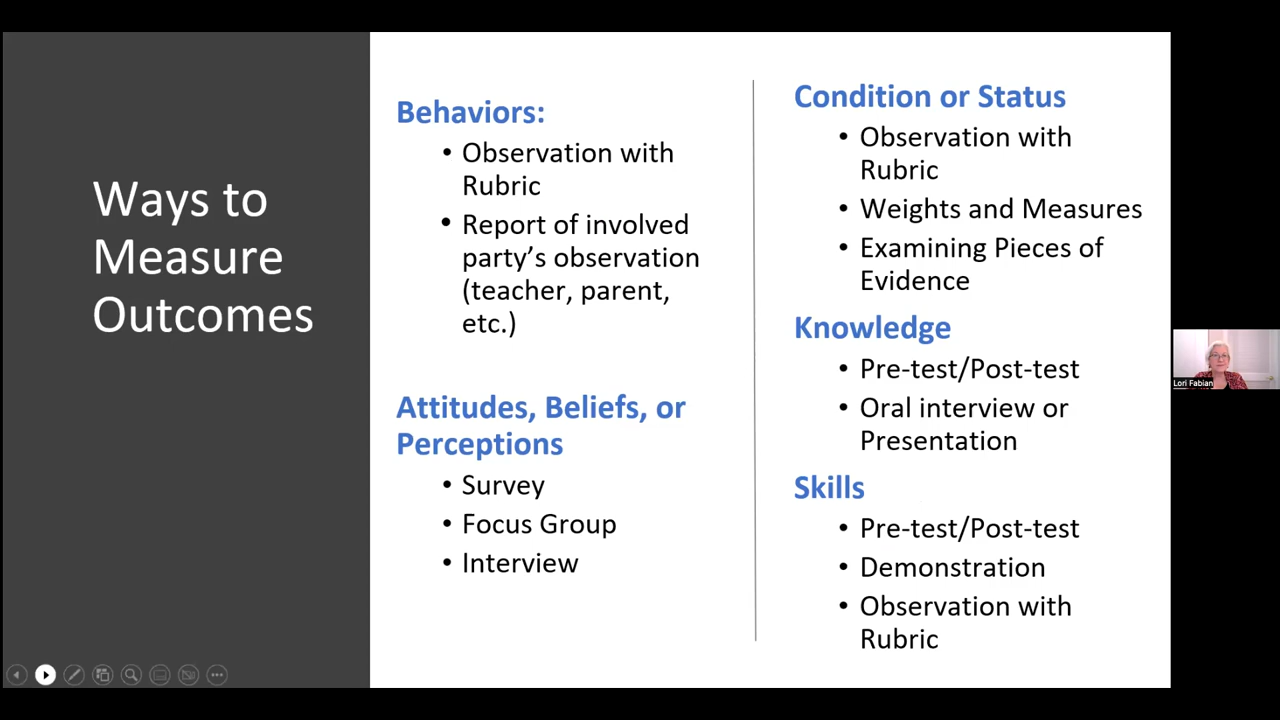 Ways to
Measure
Outcomes
Behaviors:
• Observation with
Rubric
• Report of involved
party’s observation
(teacher, parent,
etc.)
Attitudes, Beliefs, or
Perceptions
• Survey
• Focus Group
• Interview
Condition or Status
• Observation with
Rubric
• Weights and Measures
• Examining Pieces of
Evidence
Knowledge
• Pre-test/Post-test
• Oral interview or
Presentation
Skills
• Pre-test/Post-test
• Demonstration
• Observation with
Rubric
Lori Fabian